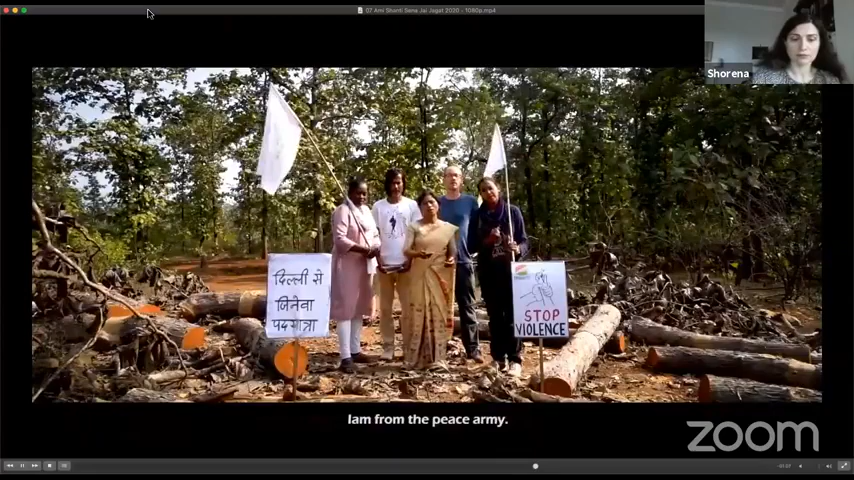 07 Ami Shanti Sena Jai Jagat 2020 - 1080p.mp4
Shorena
दिल्ली से
जिनेवा
पदयात्रा
STOP
VIOLENCE
Iam from the peace army.
zoom